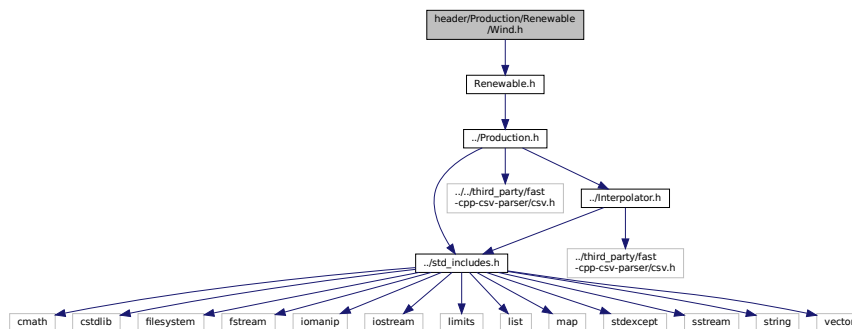 header/Production/Renewable
/Wind.h
Renewable.h
../Production.h
../../third_party/fast
-cpp-csv-parser/csv.h
../Interpolator.h
../std_includes.h
../third_party/fast
-cpp-csv-parser/csv.h
cmath
cstdlib
filesystem
fstream
iomanip
iostream
limits
list
map
stdexcept
sstream
string
vector